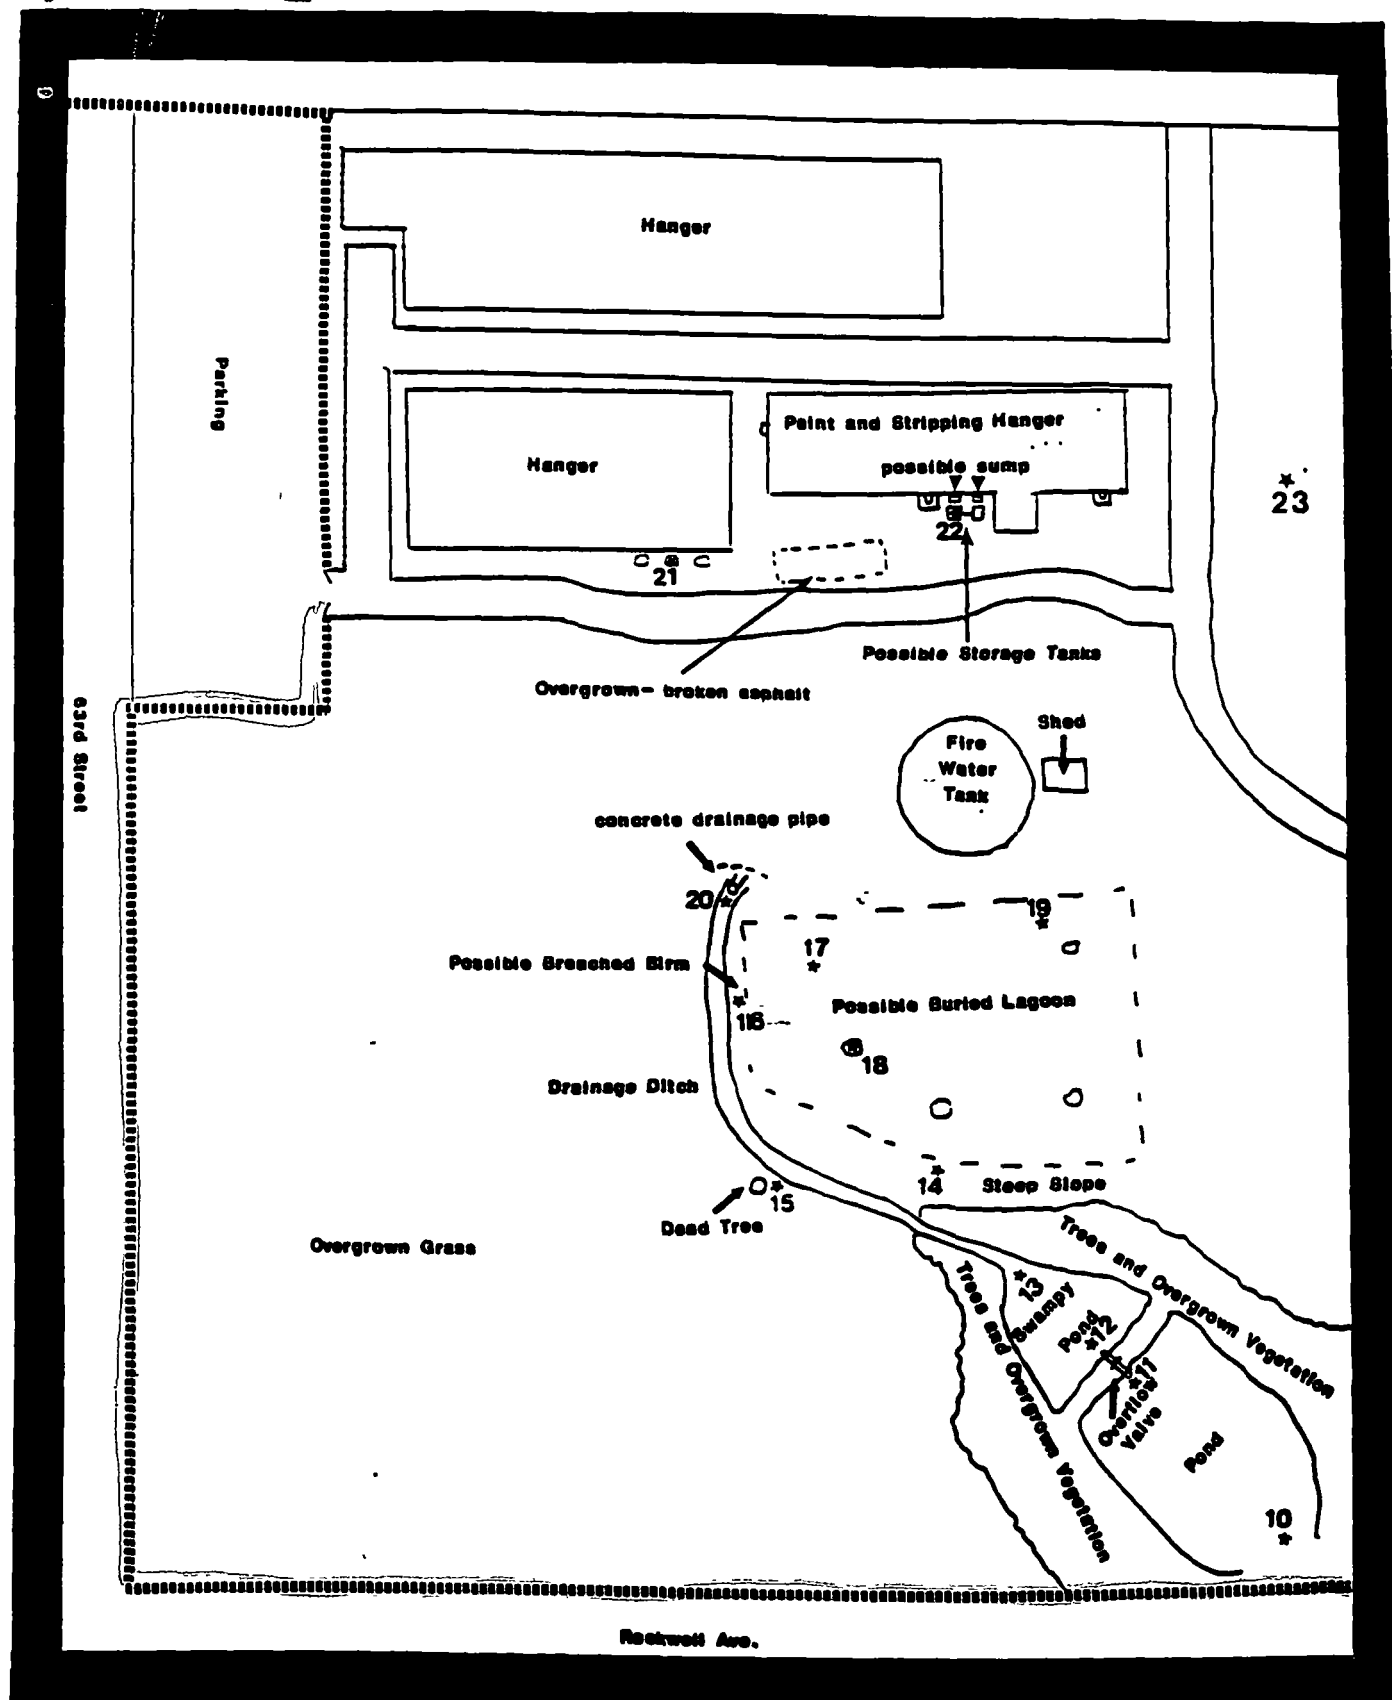 Hanger
Parking
Paint and Stripping Hanger
Hanger
possible sump
23
22
21
Possible Storage Tanks
Overgrown- broken asphalt
63rd Street
Shed
Fire
Water
Tank
concrete drainage pipe
20
19
17
Possible Breached Birm
Possible Buried Lagoon
16
18
Drainage Ditch
14
Steep Slope
15
Dead Tree
Overgrown Grass
Trees and Overgrown Vegetation
Trees and Overgrown Vegetation
13
Swampy
Pond
12
11
Overflow
Valve
Pond
10
Rockwell Ave.